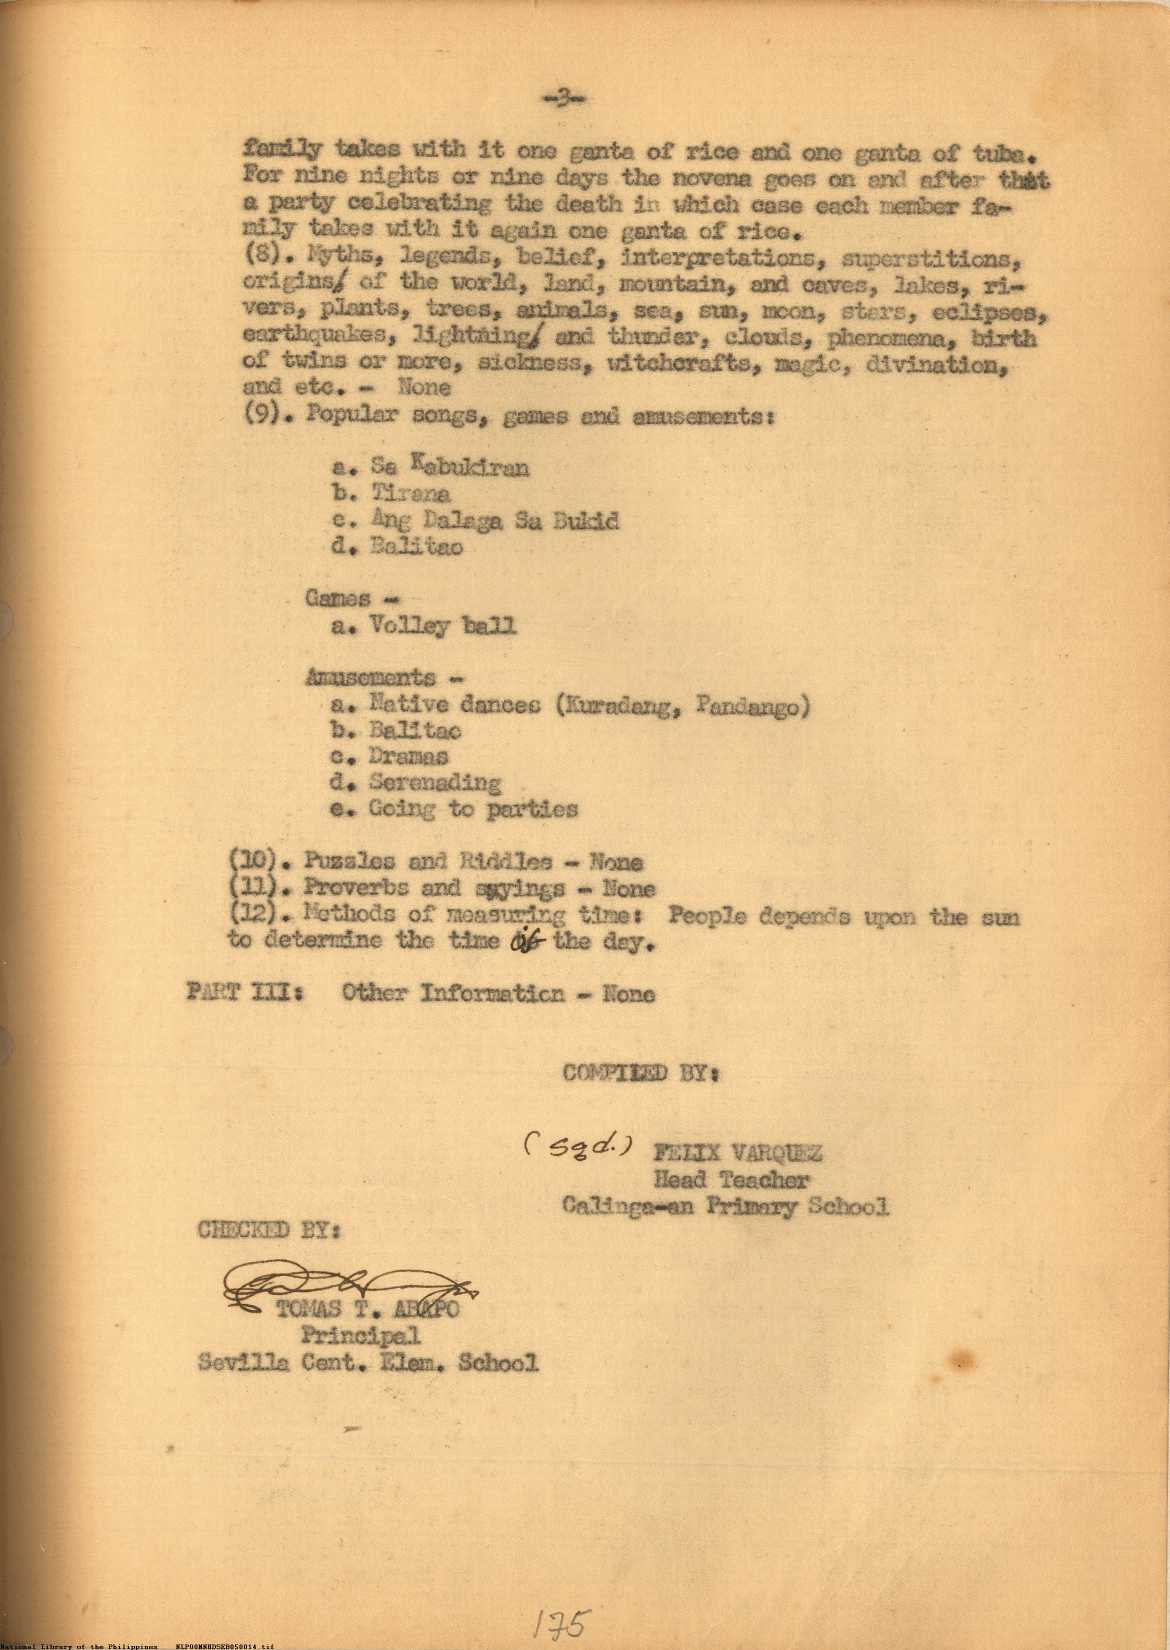 -3-
family takes with it one ganta of rice and one ganta of tuba.
For nine nights or nine days the novena goes on and after that
a party celebrating the death in which case each member fa-
mily takes with it again one ganta of rice.
(8). Myths, legends, belief, interpretations, superstitions,
origins/ of the world, land, mountain, and caves, lakes, ri-
vers, plants, trees, animals, sea, sun, moon, stars, eclipses,
earthquakes, lightning/ and thunder, clouds, phenomena, birth
of twins or more, sickness, witchcrafts, magic, divination,
and etc. - None
(9). Popular songs, games and amusements:
a. Sa Kabukiran
b. Tirana
c. Ang Dalaga Sa Bukid
d. Balitao
Games -
a. Volley ball
Amusements -
a. Native dances (Kuradang, Pandango)
b. Balitao
c. Dramas
d. Serenading
e. Going to parties
(10). Puzzles and Riddles - None
(11). Proverbs and sayings - None
(12). Methods of measuring time: People depends upon the sun
to determine the time of the day.
PART III: Other Information - None
COMPILED BY:
(Sgd.) FELIX VARQUEZ
Head Teacher
Calinga-an Primary School
CHECKED BY:
TOMAS T. ABAPO
Principal
Sevilla Cent. Elem. School
175
National Library of the Philippines NLPOOMNHDSEB050014.tif